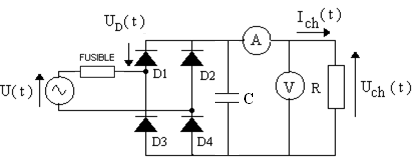 U_D(t)
I_ch(t)
FUSIBLE
A
D1
D2
U(t)
C
V
R
U_ch(t)
D3
D4